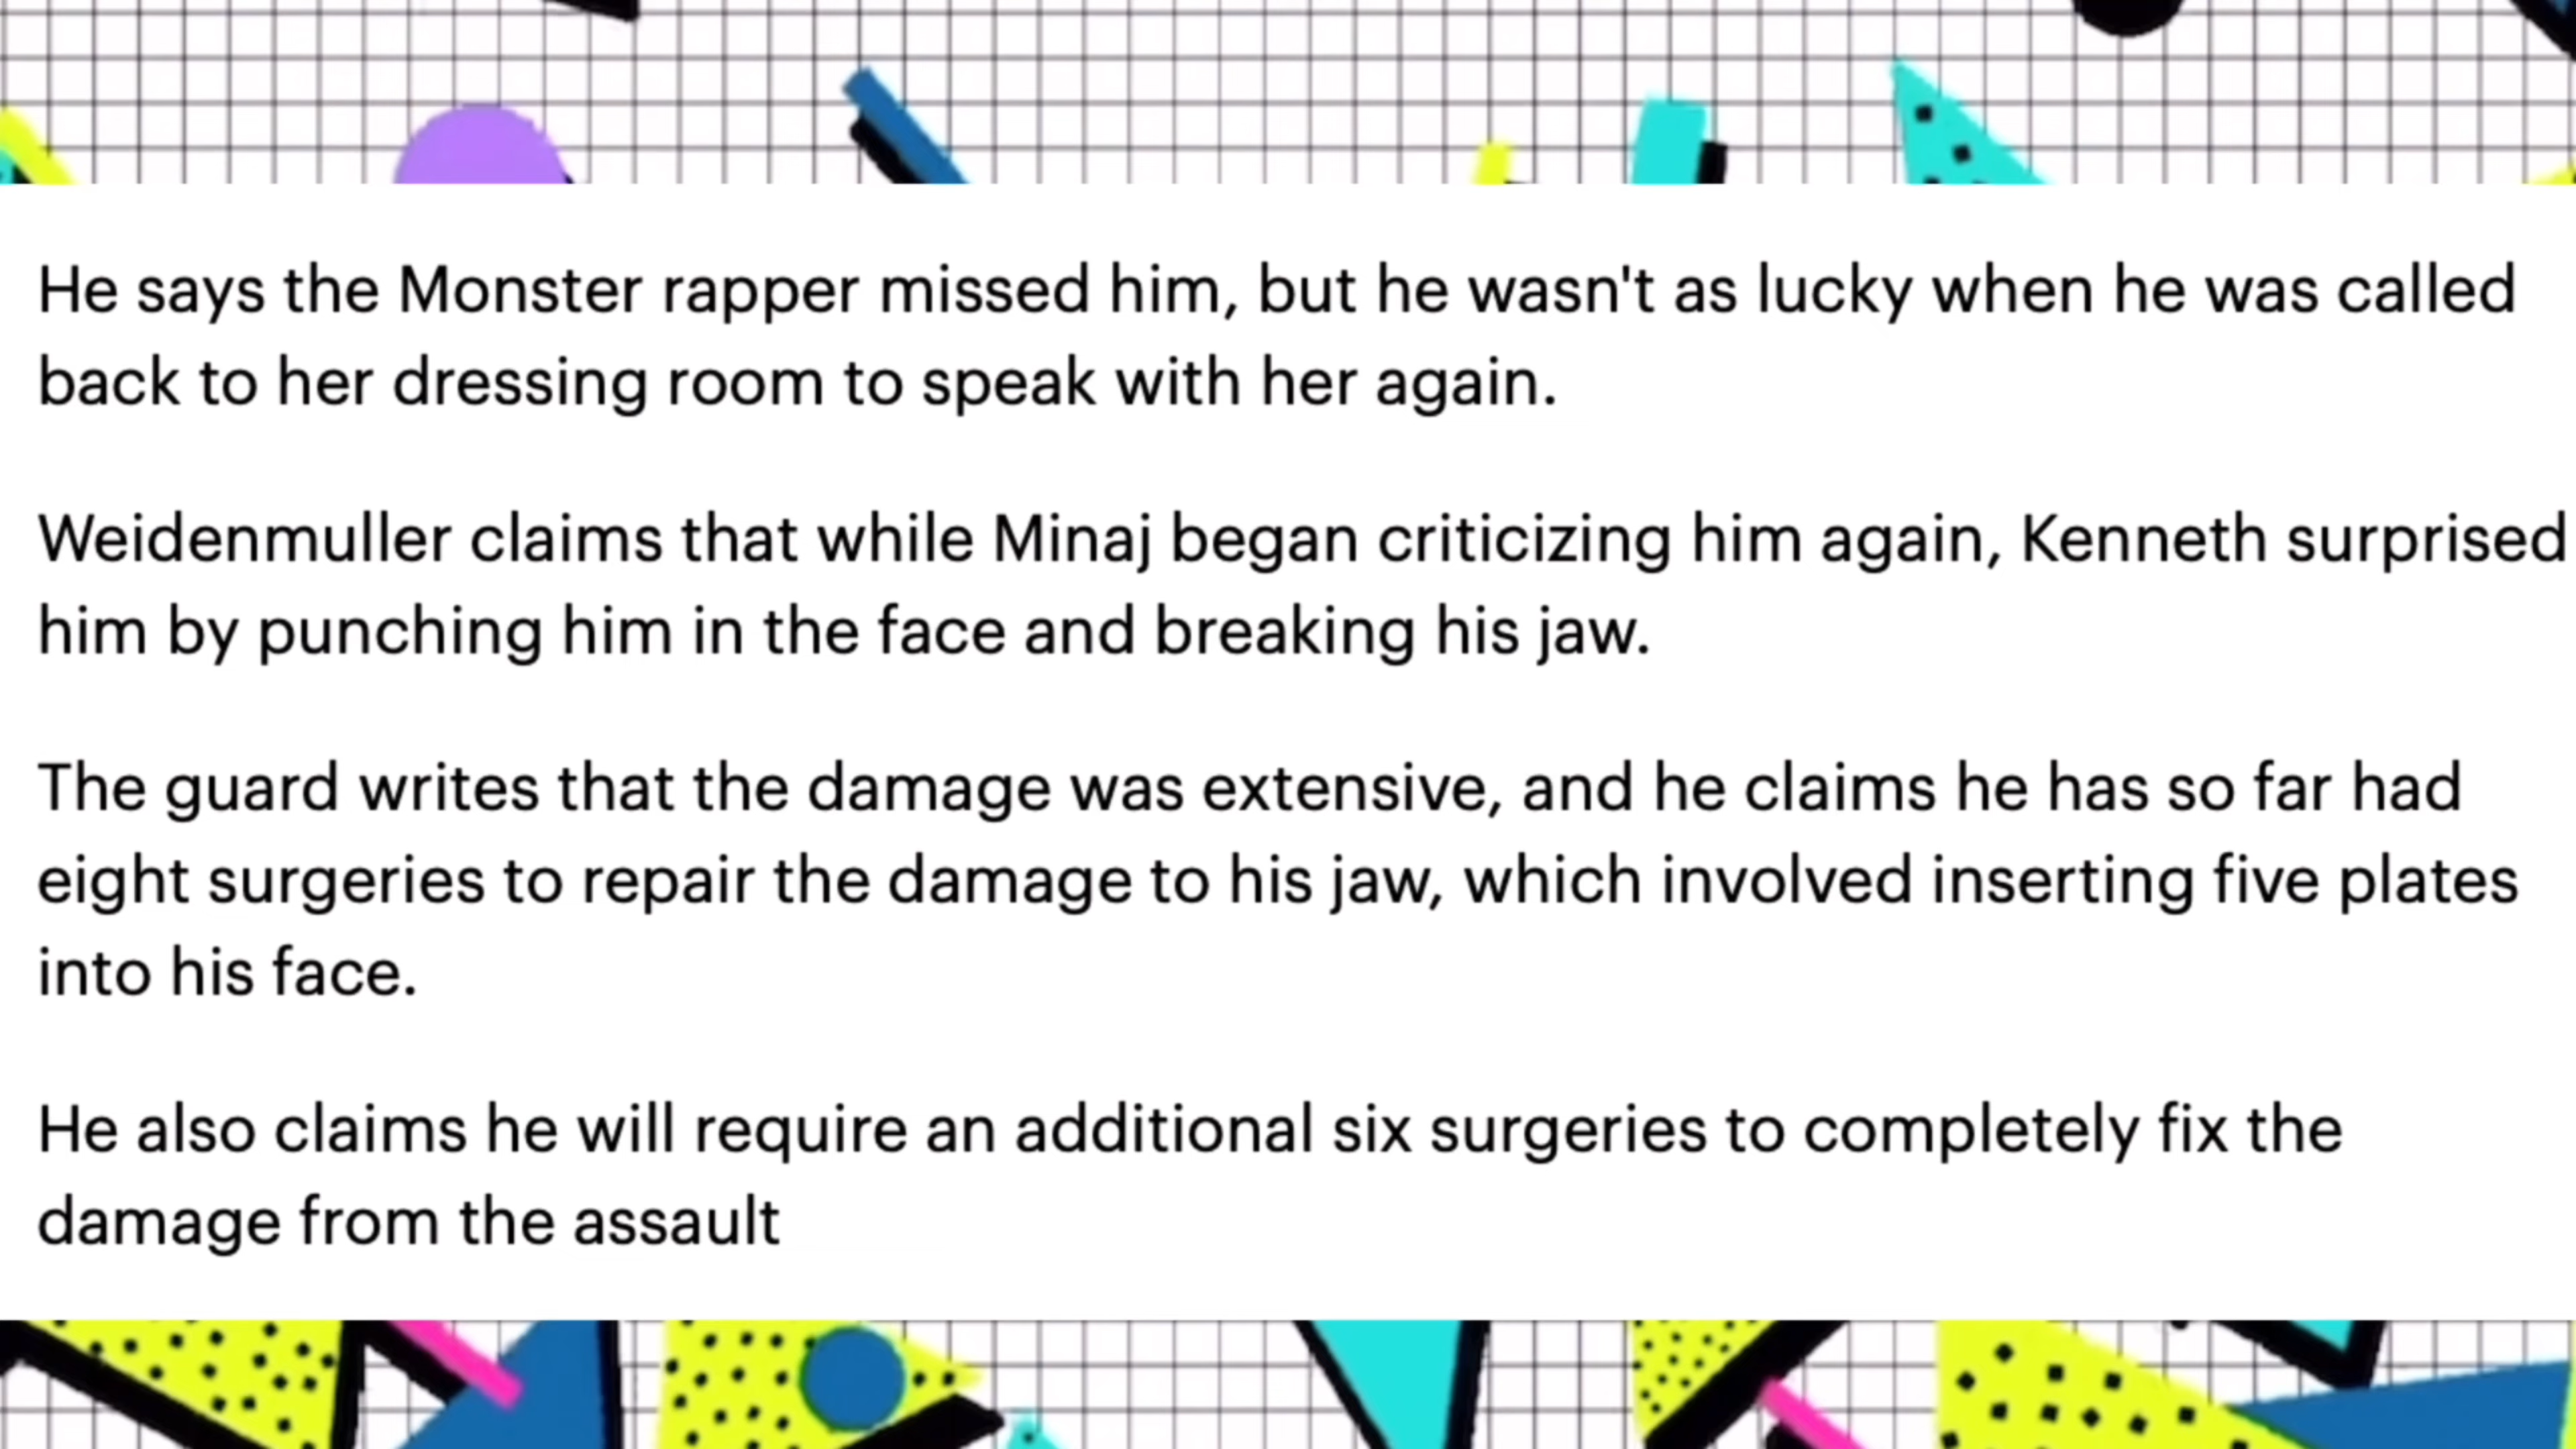 He says the Monster rapper missed him, but he wasn't as lucky when he was called
back to her dressing room to speak with her again.
Weidenmuller claims that while Minaj began criticizing him again, Kenneth surprised
him by punching him in the face and breaking his jaw.
The guard writes that the damage was extensive, and he claims he has so far had
eight surgeries to repair the damage to his jaw, which involved inserting five plates
into his face.
He also claims he will require an additional six surgeries to completely fix the
damage from the assault